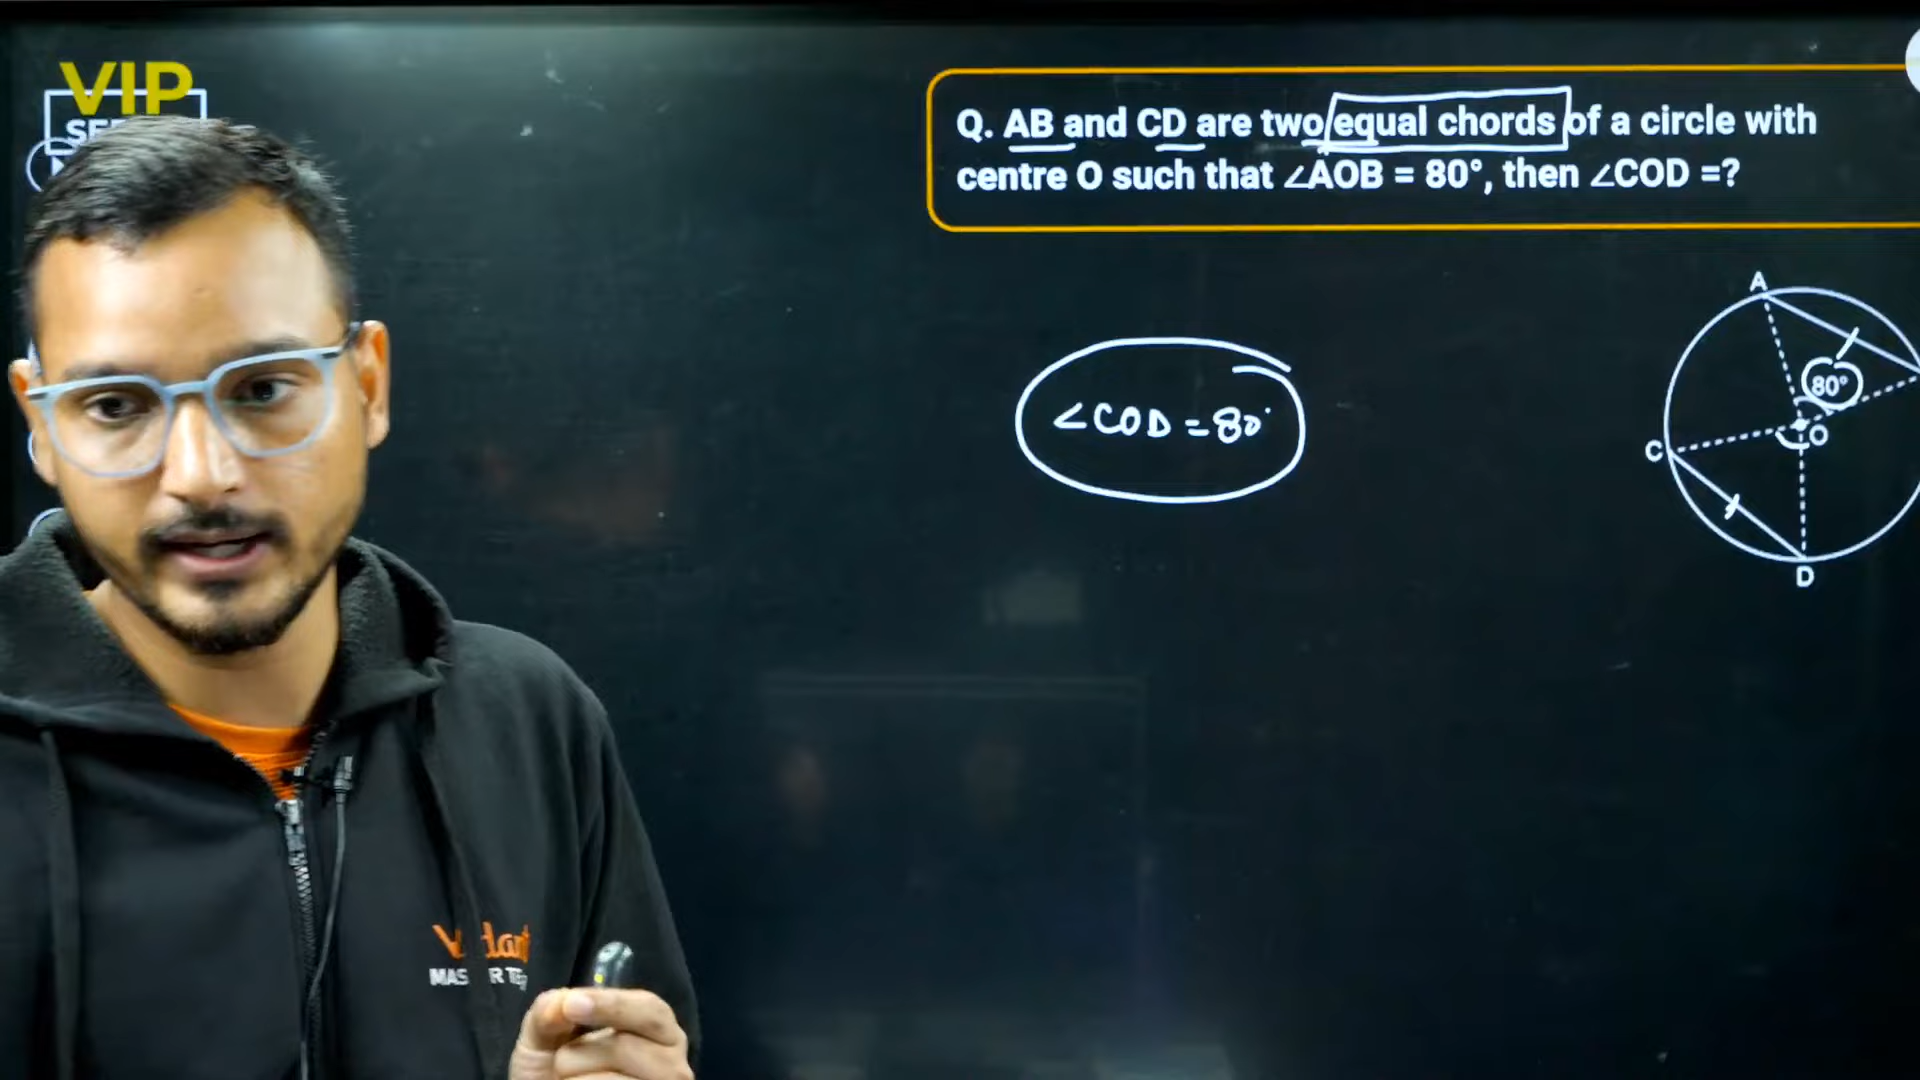 VIP
Q. AB and CD are two equal chords of a circle with
centre O such that ∠AOB = 80°, then ∠COD =?
A
80°
∠COD = 80°
O
C
D